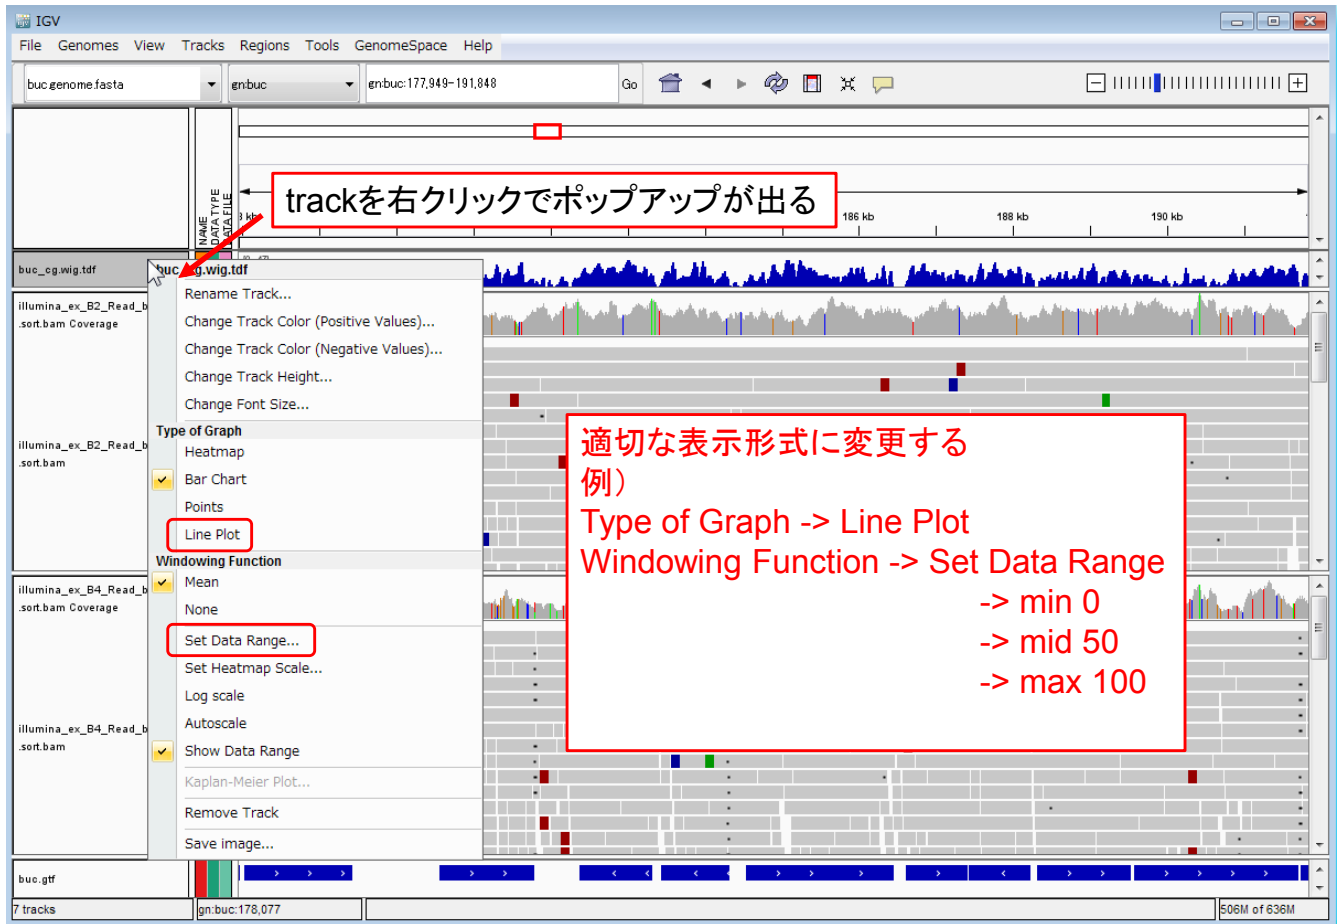 IGV
File Genomes View Tracks Regions Tools GenomeSpace Help
buc.genome.fasta gn:buc gn:buc:177,949-191,848 Go
NAME
DATA TYPE
DATA FILE
trackを右クリックでポップアップが出る
186 kb 188 kb 190 kb
buc_cg.wig.tdf
Rename Track...
Change Track Color (Positive Values)...
Change Track Color (Negative Values)...
Change Track Height...
Change Font Size...
Type of Graph
Heatmap
Bar Chart
Points
Line Plot
Windowing Function
Mean
None
Set Data Range...
Set Heatmap Scale...
Log scale
Autoscale
Show Data Range
Kaplan-Meier Plot...
Remove Track
Save image...
illumina_ex_B2_Read_b
.sort.bam Coverage
illumina_ex_B2_Read_b
.sort.bam
illumina_ex_B4_Read_b
.sort.bam Coverage
illumina_ex_B4_Read_b
.sort.bam
適切な表示形式に変更する
例）
Type of Graph -> Line Plot
Windowing Function -> Set Data Range
-> min 0
-> mid 50
-> max 100
buc.gtf
7 tracks gn:buc:178,077 506M of 636M